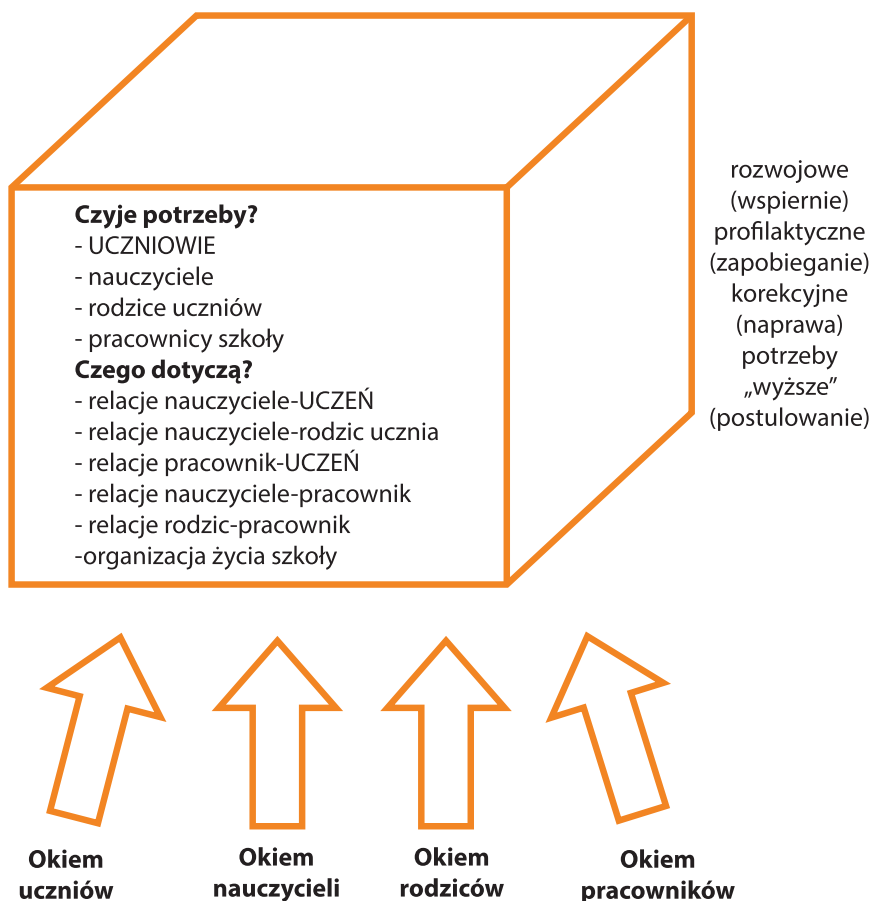 Czyje potrzeby?
- UCZNIOWIE
- nauczyciele
- rodzice uczniów
- pracownicy szkoły
Czego dotyczą?
- relacje nauczyciele-UCZEŃ
- relacje nauczyciele-rodzic ucznia
- relacje pracownik-UCZEŃ
- relacje nauczyciele-pracownik
- relacje rodzic-pracownik
-organizacja życia szkoły
rozwojowe
(wspiernie)
profilaktyczne
(zapobieganie)
korekcyjne
(naprawa)
potrzeby
„wyższe”
(postulowanie)
Okiem
uczniów
Okiem
nauczycieli
Okiem
rodziców
Okiem
pracowników